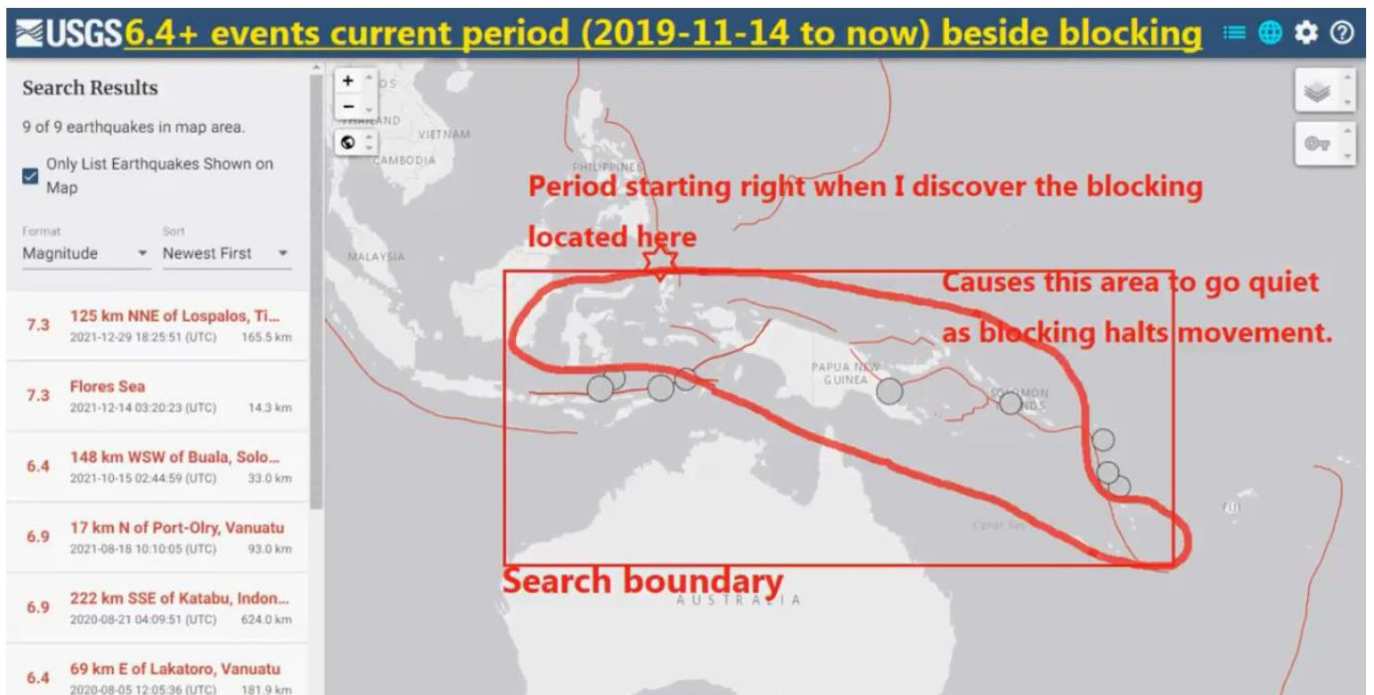 USGS 6.4+ events current period (2019-11-14 to now) beside blocking
Search Results
9 of 9 earthquakes in map area.
Only List Earthquakes Shown on
Map
Format
Sort
Magnitude
Newest First
7.3
125 km NNE of Lospalos, Ti...
2021-12-29 18:25:51 (UTC)
165.5 km
7.3
Flores Sea
2021-12-14 03:20:23 (UTC)
14.3 km
6.4
148 km WSW of Buala, Solo...
2021-10-15 02:44:59 (UTC)
33.0 km
6.9
17 km N of Port-Olry, Vanuatu
2021-08-18 10:10:05 (UTC)
93.0 km
6.9
222 km SSE of Katabu, Indon...
2020-08-21 04:09:51 (UTC)
624.0 km
6.4
69 km E of Lakatoro, Vanuatu
2020-08-05 12:05:36 (UTC)
181.9 km
+
−
THAILAND
VIETNAM
CAMBODIA
PHILIPPINES
Period starting right when I discover the blocking
located here
MALAYSIA
Causes this area to go quiet
as blocking halts movement.
PAPUA NEW
GUINEA
SOLOMON
Coral Sea
Search boundary
AUSTRALIA